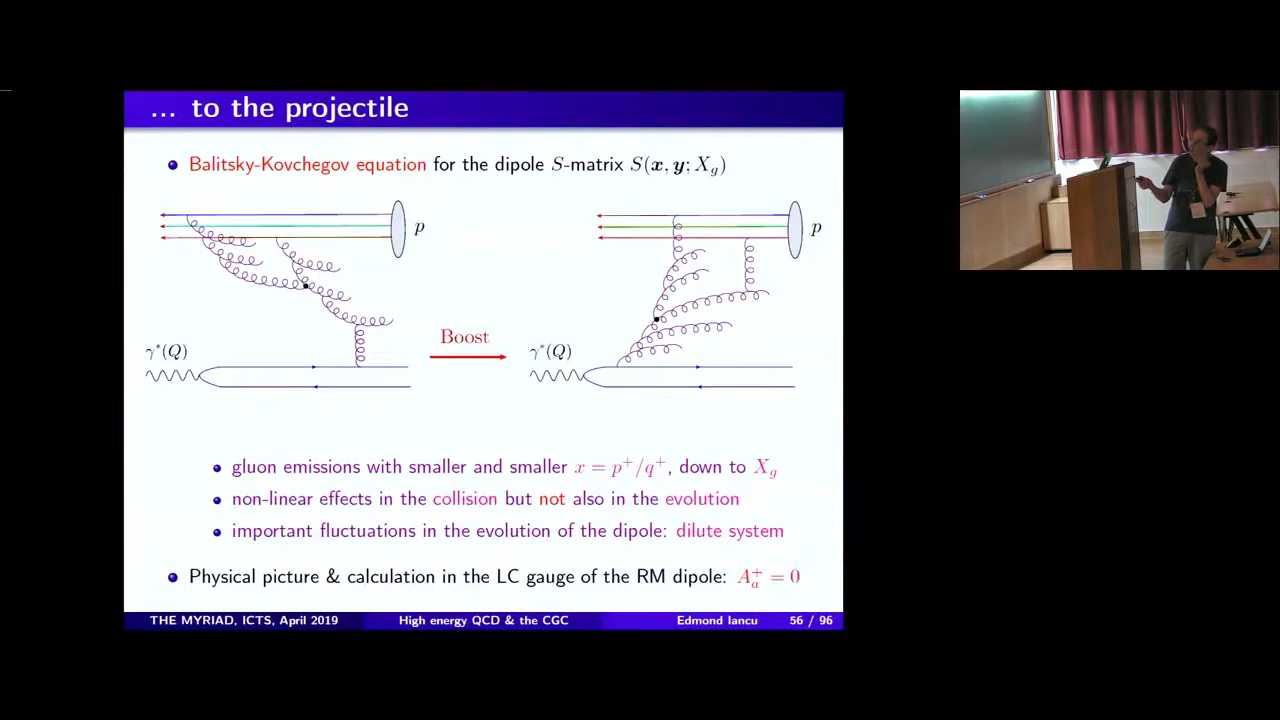 ... to the projectile
Balitsky-Kovchegov equation for the dipole S-matrix S(x, y; X_g)
p
p
γ*(Q)
Boost
γ*(Q)
gluon emissions with smaller and smaller x = p⁺/q⁺, down to X_g
non-linear effects in the collision but not also in the evolution
important fluctuations in the evolution of the dipole: dilute system
Physical picture & calculation in the LC gauge of the RM dipole: A_a⁺ = 0
THE MYRIAD, ICTS, April 2019 High energy QCD & the CGC Edmond Iancu 56 / 96